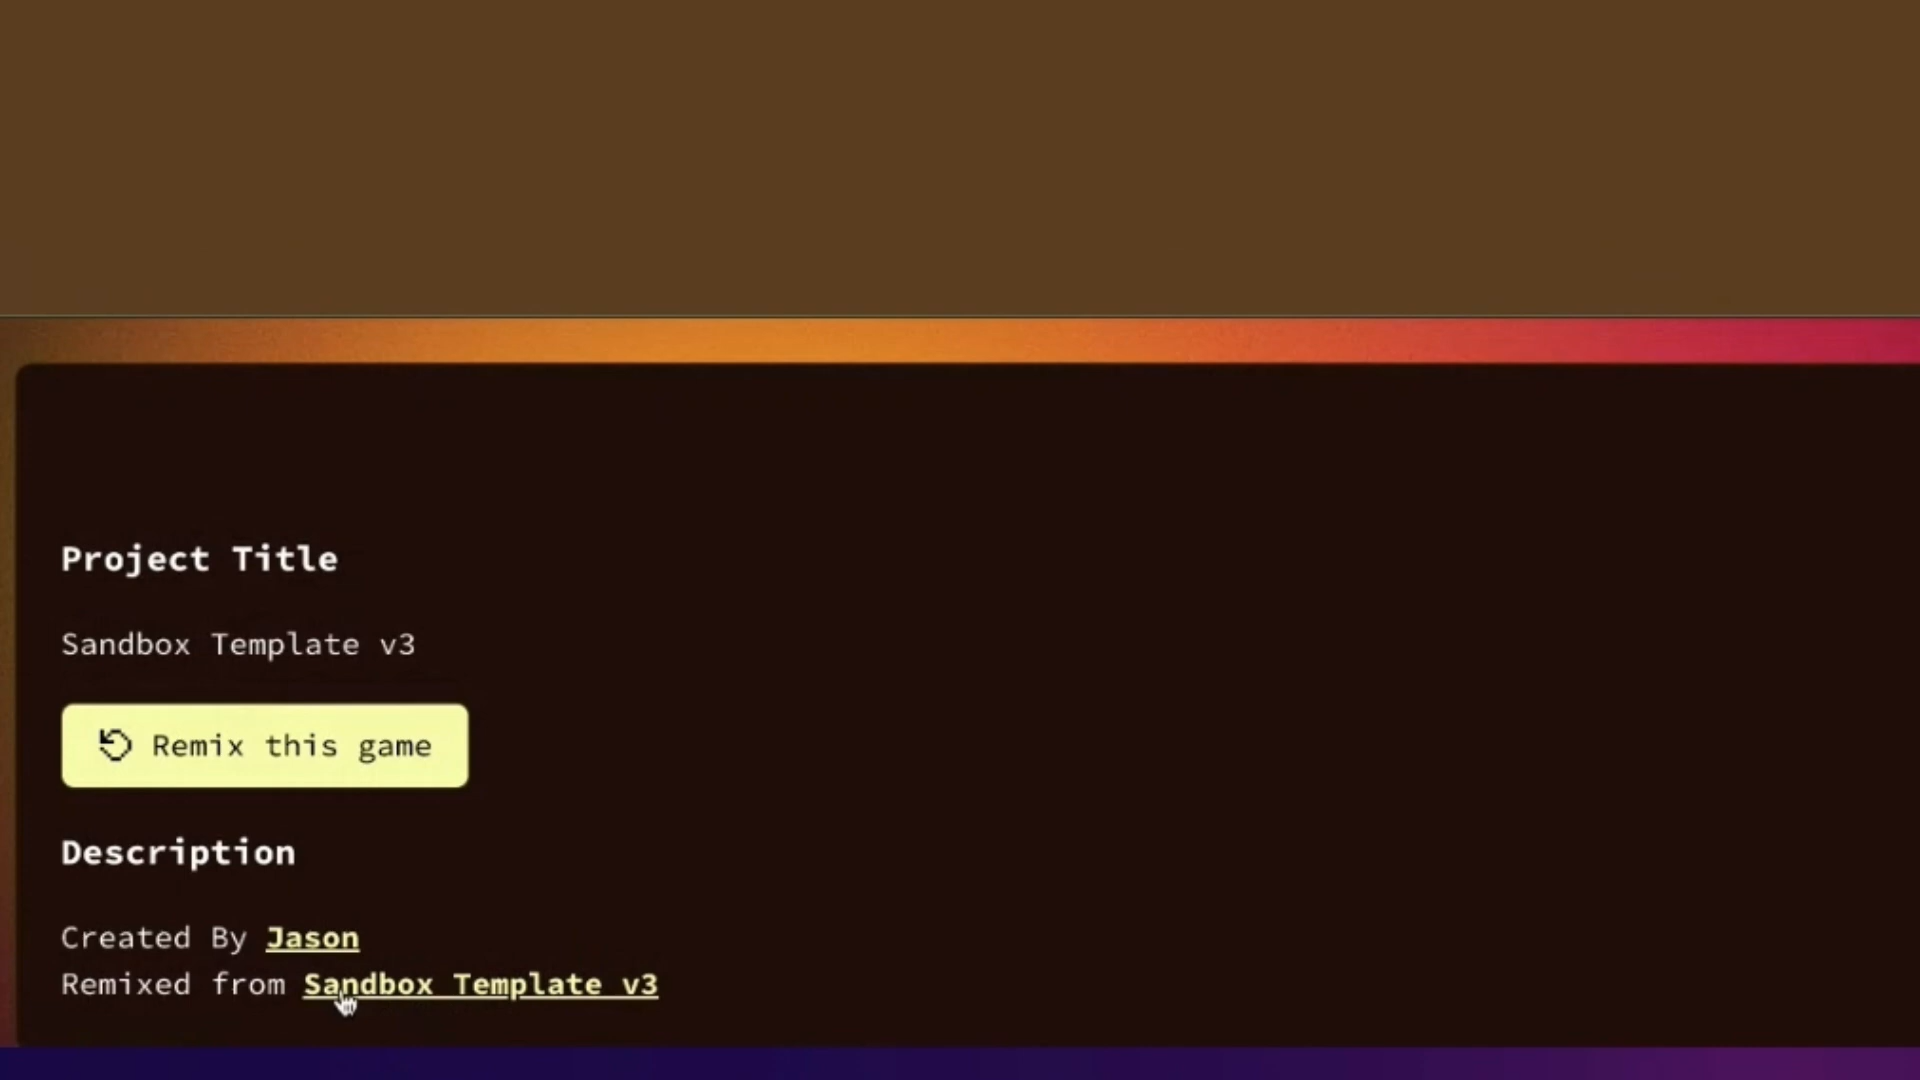 Project Title
Sandbox Template v3
Remix this game
Description
Created By Jason
Remixed from Sandbox Template v3